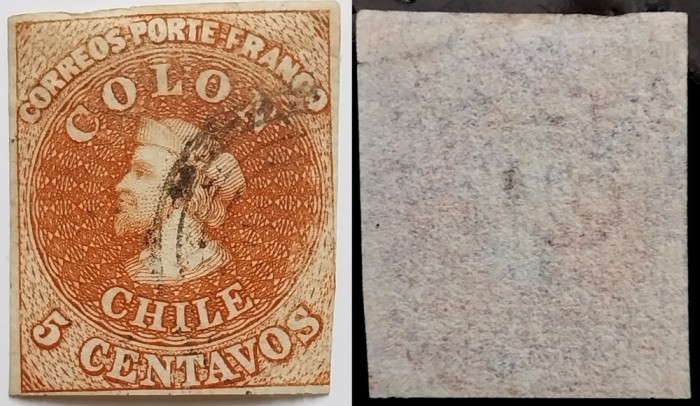 CORREOS PORTE FRANCO
COLON
CHILE
5 CENTAVOS